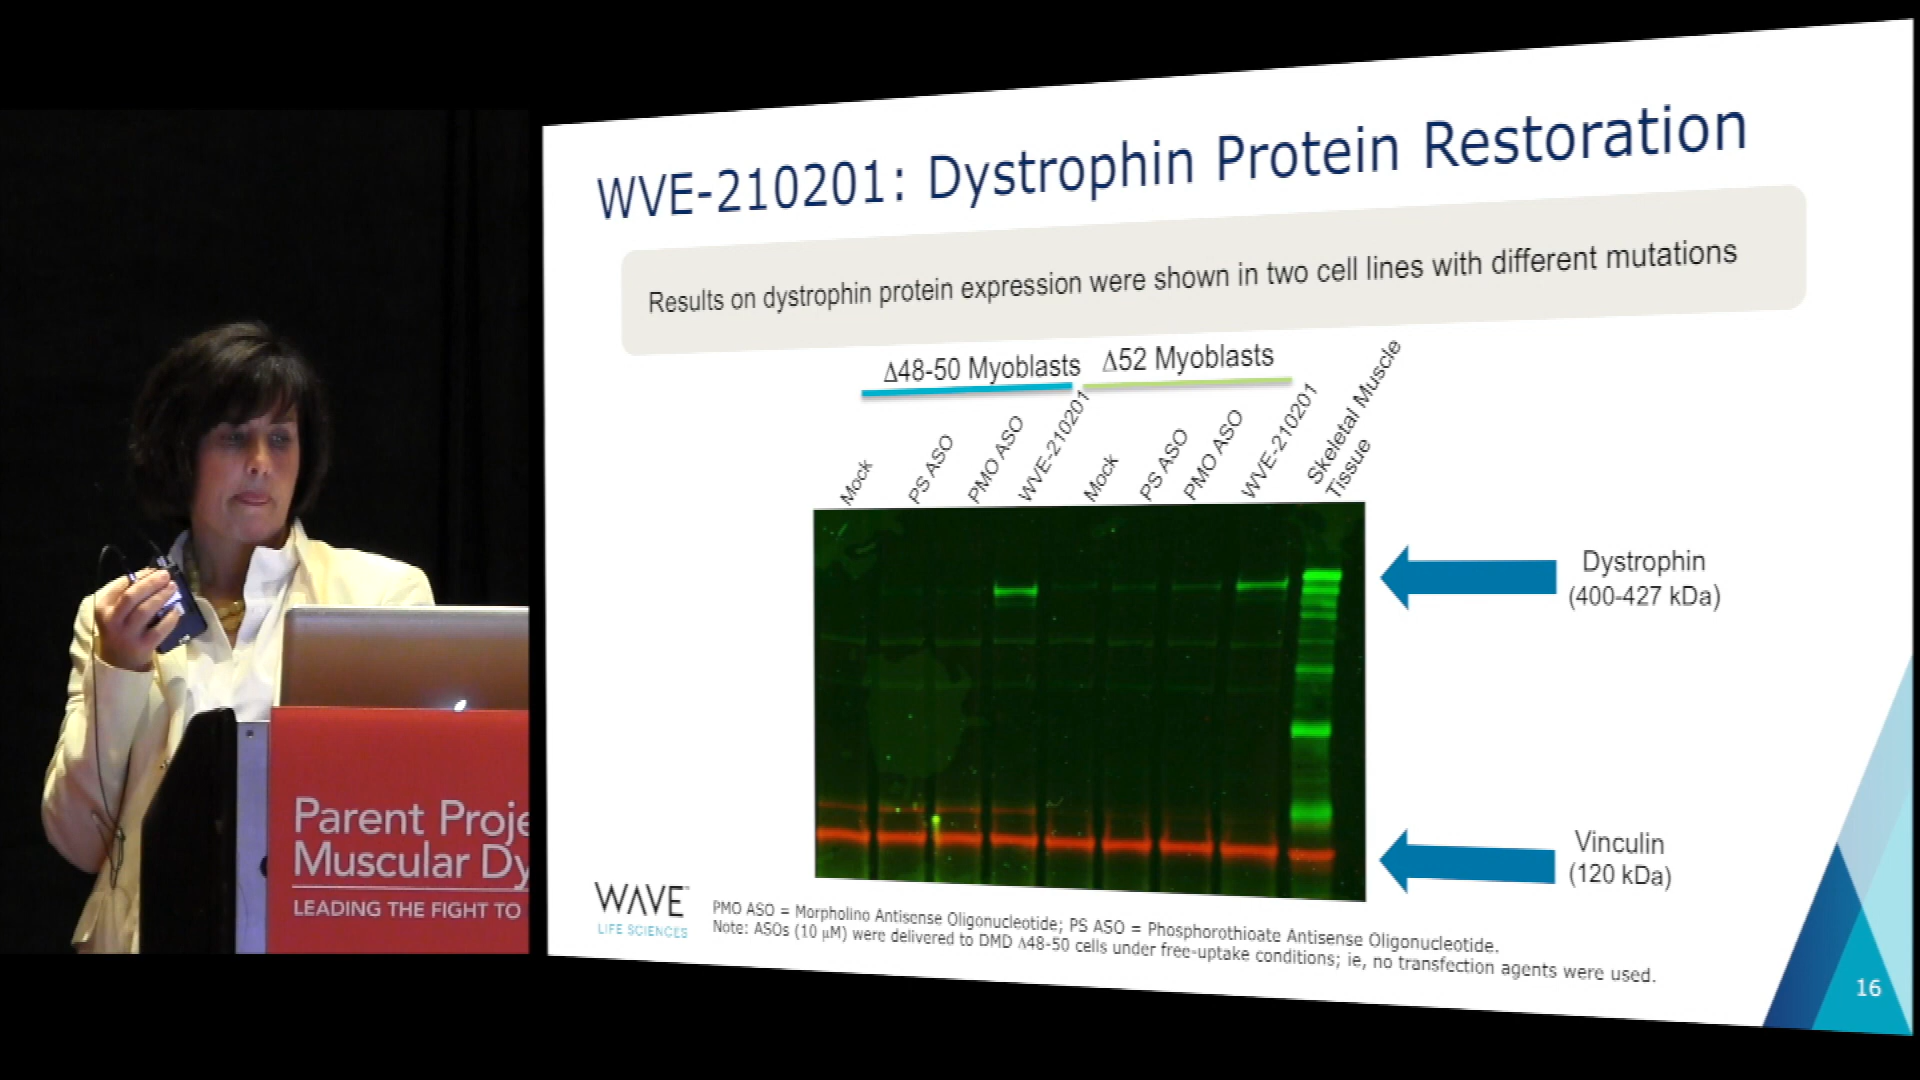 WVE-210201: Dystrophin Protein Restoration
Results on dystrophin protein expression were shown in two cell lines with different mutations
Δ48-50 Myoblasts
Δ52 Myoblasts
Mock
PS ASO
PMO ASO
WVE-210201
Mock
PS ASO
PMO ASO
WVE-210201
Skeletal Muscle
Tissue
Dystrophin
(400-427 kDa)
Vinculin
(120 kDa)
WAVE
LIFE SCIENCES
PMO ASO = Morpholino Antisense Oligonucleotide; PS ASO = Phosphorothioate Antisense Oligonucleotide.
Note: ASOs (10 µM) were delivered to DMD Δ48-50 cells under free-uptake conditions; ie, no transfection agents were used.
16
Parent Proje
Muscular Dy
LEADING THE FIGHT TO